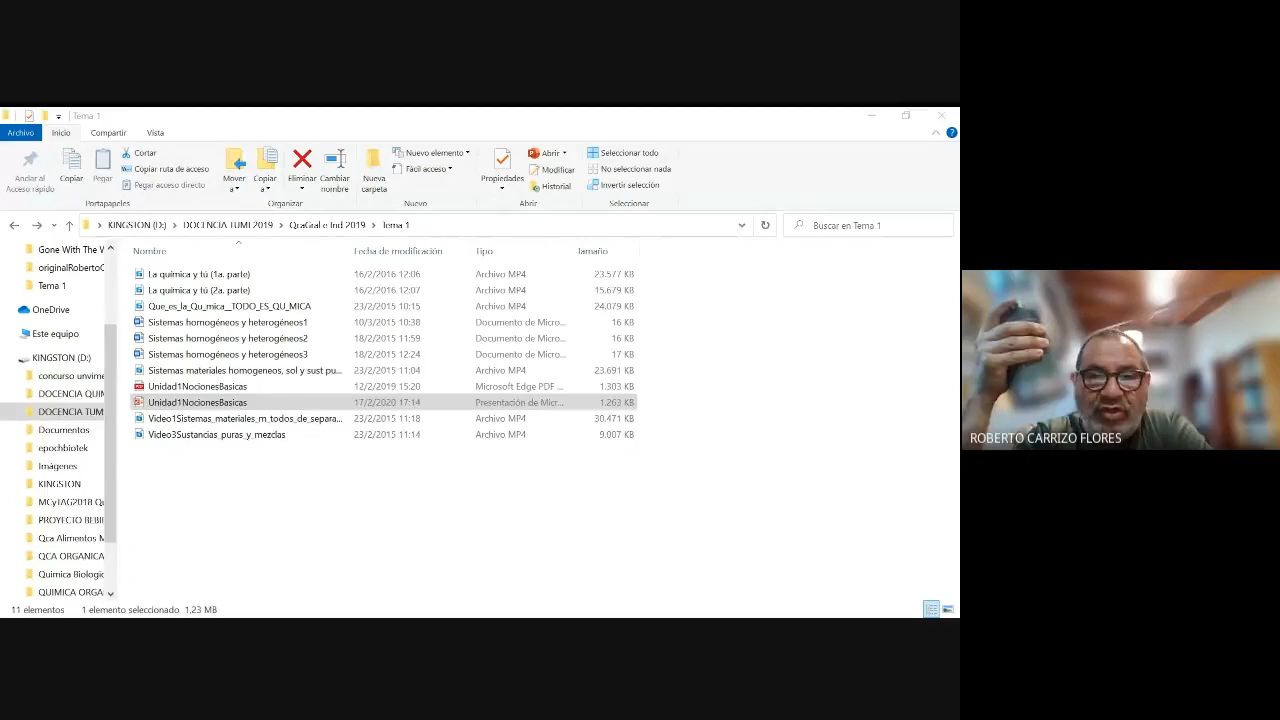 Tema 1
Archivo Inicio Compartir Vista
Anclar al Acceso rápido
Copiar
Pegar
Cortar
Copiar ruta de acceso
Pegar acceso directo
Portapapeles
Mover a
Copiar a
Eliminar
Cambiar nombre
Organizar
Nueva carpeta
Nuevo elemento
Fácil acceso
Nuevo
Propiedades
Abrir
Modificar
Historial
Abrir
Seleccionar todo
No seleccionar nada
Invertir selección
Seleccionar
KINGSTON (D:) > DOCENCIA TUMI 2019 > QcaGral e Ind 2019 > Tema 1
Buscar en Tema 1
Gone With The W
originalRobertoC
Tema 1
OneDrive
Este equipo
KINGSTON (D:)
concurso unvime
DOCENCIA QUIM
DOCENCIA TUM
Documentos
epochbiotek
Imágenes
KINGSTON
MCyTAG2018 Qu
PROYECTO BEBI
Qca Alimentos M
QCA ORGANICA
Quimica Biologic
QUIMICA ORGA
Nombre Fecha de modificación Tipo Tamaño
La química y tú (1a. parte) 16/2/2016 12:06 Archivo MP4 23.577 KB
La química y tú (2a. parte) 16/2/2016 12:07 Archivo MP4 15.679 KB
Que_es_la_Qu_mica__TODO_ES_QU_MICA 23/2/2015 10:15 Archivo MP4 24.079 KB
Sistemas homogéneos y heterogéneos1 10/3/2015 10:38 Documento de Micro... 16 KB
Sistemas homogéneos y heterogéneos2 18/2/2015 11:59 Documento de Micro... 16 KB
Sistemas homogéneos y heterogéneos3 18/2/2015 12:24 Documento de Micro... 17 KB
Sistemas materiales homogeneos, sol y sust pu... 23/2/2015 11:04 Archivo MP4 23.691 KB
Unidad1NocionesBasicas 12/2/2019 15:20 Microsoft Edge PDF ... 1.303 KB
Unidad1NocionesBasicas 17/2/2020 17:14 Presentación de Micr... 1.263 KB
Video1Sistemas_materiales_m_todos_de_separa... 23/2/2015 11:18 Archivo MP4 30.471 KB
Video3Sustancias_puras_y_mezclas 23/2/2015 11:14 Archivo MP4 9.007 KB
11 elementos 1 elemento seleccionado 1,23 MB
ROBERTO CARRIZO FLORES